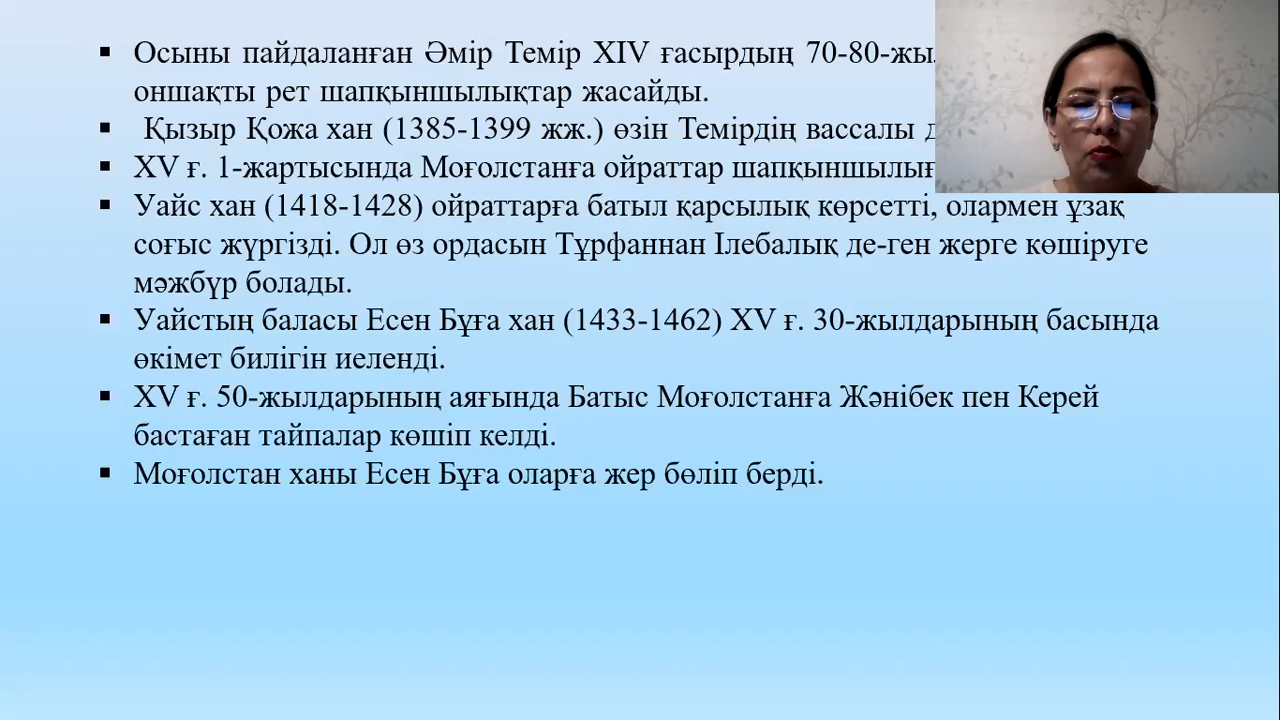 Осыны пайдаланған Әмір Темір XIV ғасырдың 70-80-
оншақты рет шапқыншылықтар жасайды.
Қызыр Қожа хан (1385-1399 жж.) өзін Темірдің вассалы
XV ғ. 1-жартысында Моғолстанға ойраттар
Уайс хан (1418-1428) ойраттарға батыл қарсылық көрсетті, олармен ұзақ
соғыс жүргізді. Ол өз ордасын Тұрфаннан Ілебалық де-ген жерге көшіруге
мәжбүр болады.
Уайстың баласы Есен Бұға хан (1433-1462) XV ғ. 30-жылдарының басында
өкімет билігін иеленді.
XV ғ. 50-жылдарының аяғында Батыс Моғолстанға Жәнібек пен Керей
бастаған тайпалар көшіп келді.
Моғолстан ханы Есен Бұға оларға жер бөліп берді.